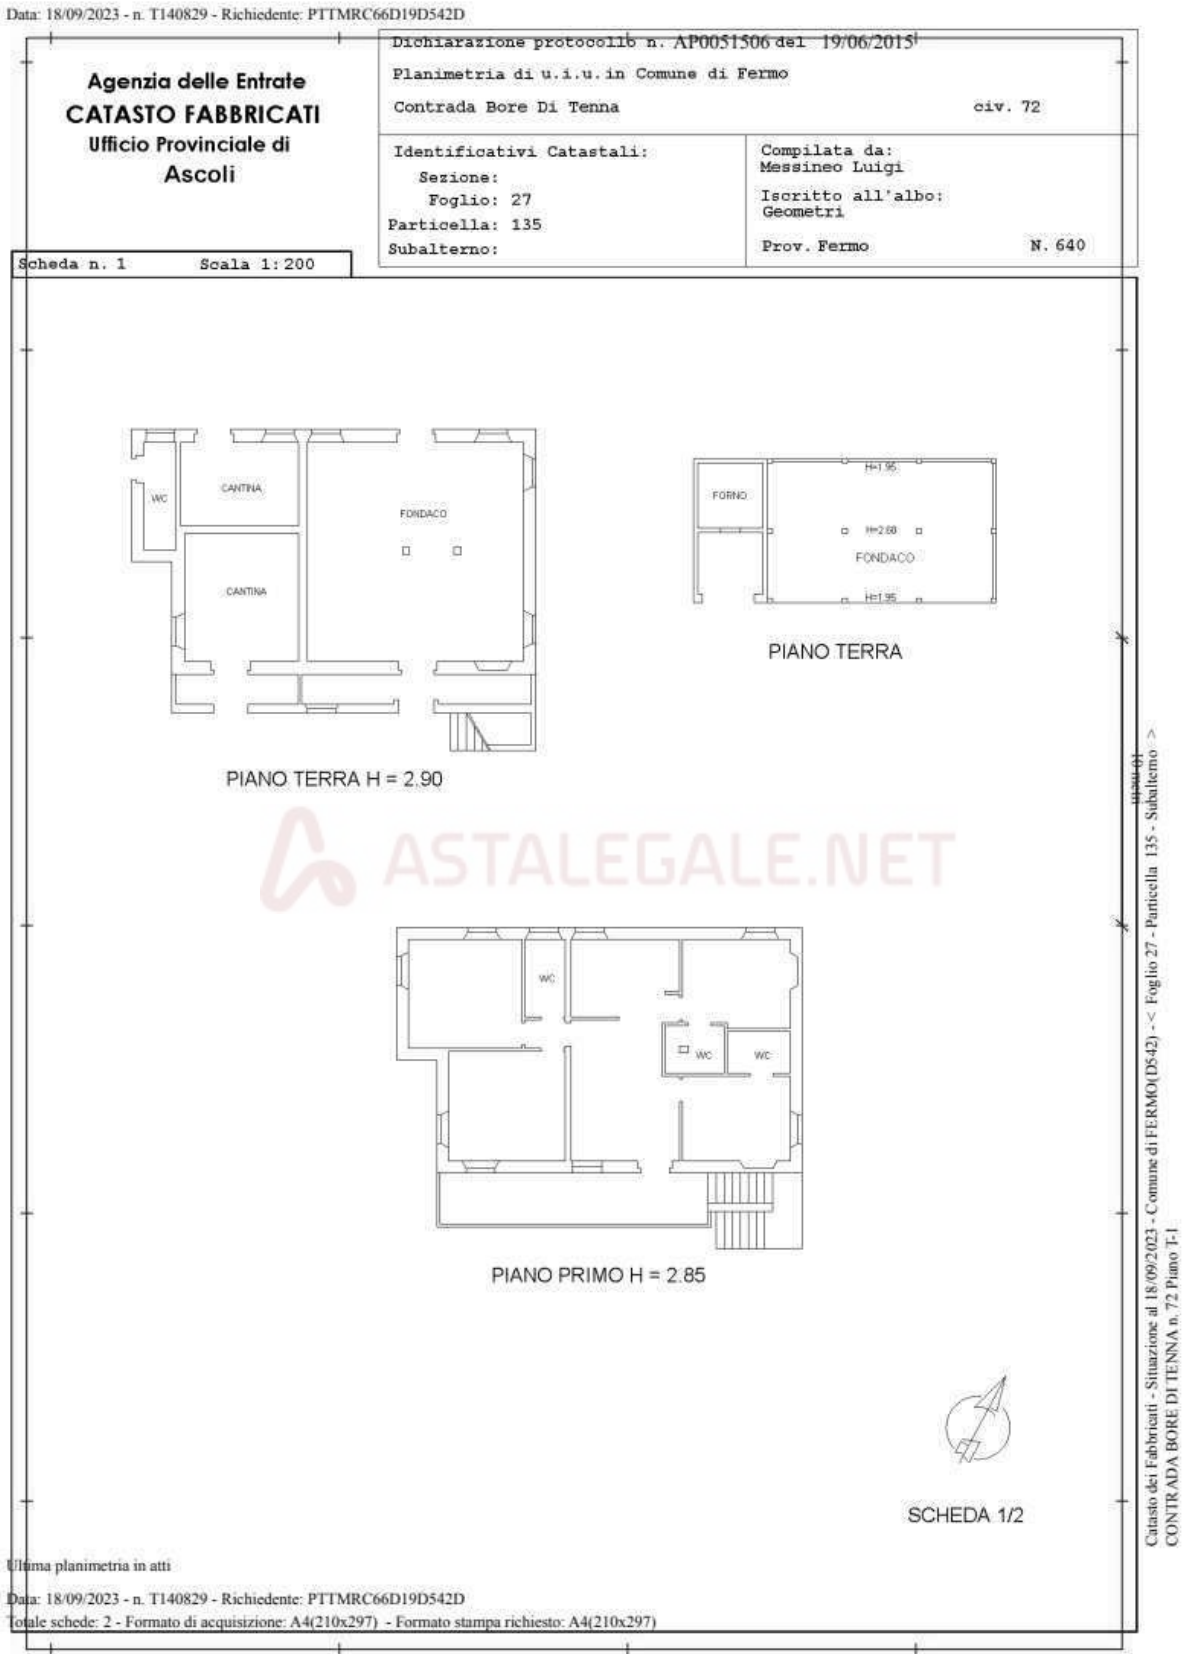 Data: 18/09/2023 - n. T140829 - Richiedente: PTTMRC66D19D542D
Agenzia delle Entrate
CATASTO FABBRICATI
Ufficio Provinciale di
Ascoli
Dichiarazione protocollo n. AP0051506 del 19/06/2015
Planimetria di u.i.u. in Comune di Fermo
Contrada Bore Di Tenna civ. 72
Identificativi Catastali:
Sezione:
Foglio: 27
Particella: 135
Subalterno:
Compilata da:
Messineo Luigi
Iscritto all'albo:
Geometri
Prov. Fermo N. 640
Scheda n. 1 Scala 1:200
WC
CANTINA
CANTINA
FONDACO
PIANO TERRA H = 2.90
FORNO
H=1.95
H=2.60
FONDACO
H=1.95
PIANO TERRA
ASTALEGALE.NET
WC
WC
WC
PIANO PRIMO H = 2.85
SCHEDA 1/2
10 metri
Catasto dei Fabbricati - Situazione al 18/09/2023 - Comune di FERMO(D542) - < Foglio 27 - Particella 135 - Subalterno >
CONTRADA BORE DI TENNA n. 72 Piano T-1
Ultima planimetria in atti
Data: 18/09/2023 - n. T140829 - Richiedente: PTTMRC66D19D542D
Totale schede: 2 - Formato di acquisizione: A4(210x297) - Formato stampa richiesto: A4(210x297)